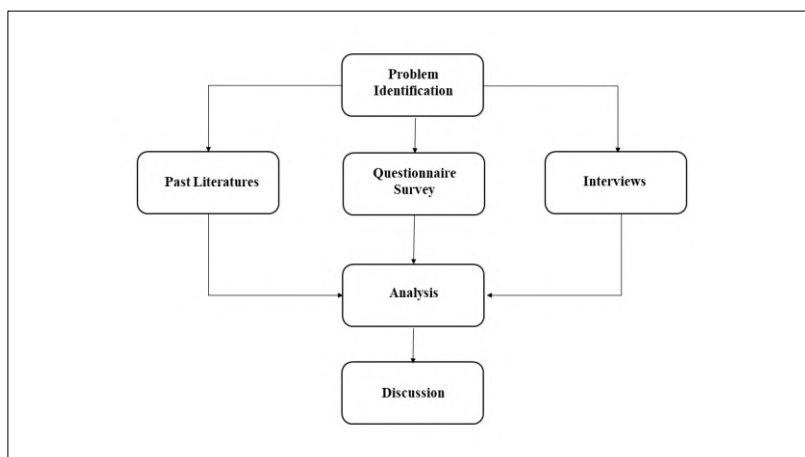 Problem
Identification
Past Literatures
Questionnaire
Survey
Interviews
Analysis
Discussion